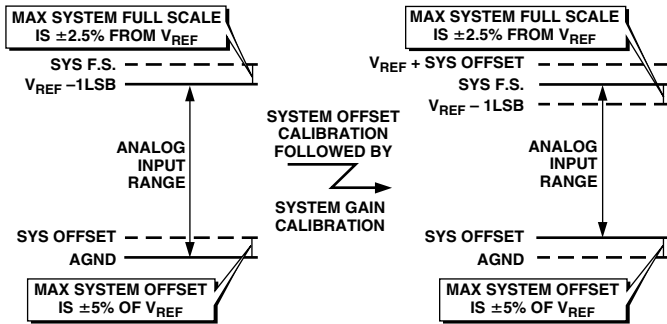 MAX SYSTEM FULL SCALE
IS ±2.5% FROM VREF
SYS F.S.
VREF –1LSB
ANALOG
INPUT
RANGE
SYS OFFSET
AGND
MAX SYSTEM OFFSET
IS ±5% OF VREF
SYSTEM OFFSET
CALIBRATION
FOLLOWED BY
SYSTEM GAIN
CALIBRATION
MAX SYSTEM FULL SCALE
IS ±2.5% FROM VREF
VREF + SYS OFFSET
SYS F.S.
VREF – 1LSB
ANALOG
INPUT
RANGE
SYS OFFSET
AGND
MAX SYSTEM OFFSET
IS ±5% OF VREF